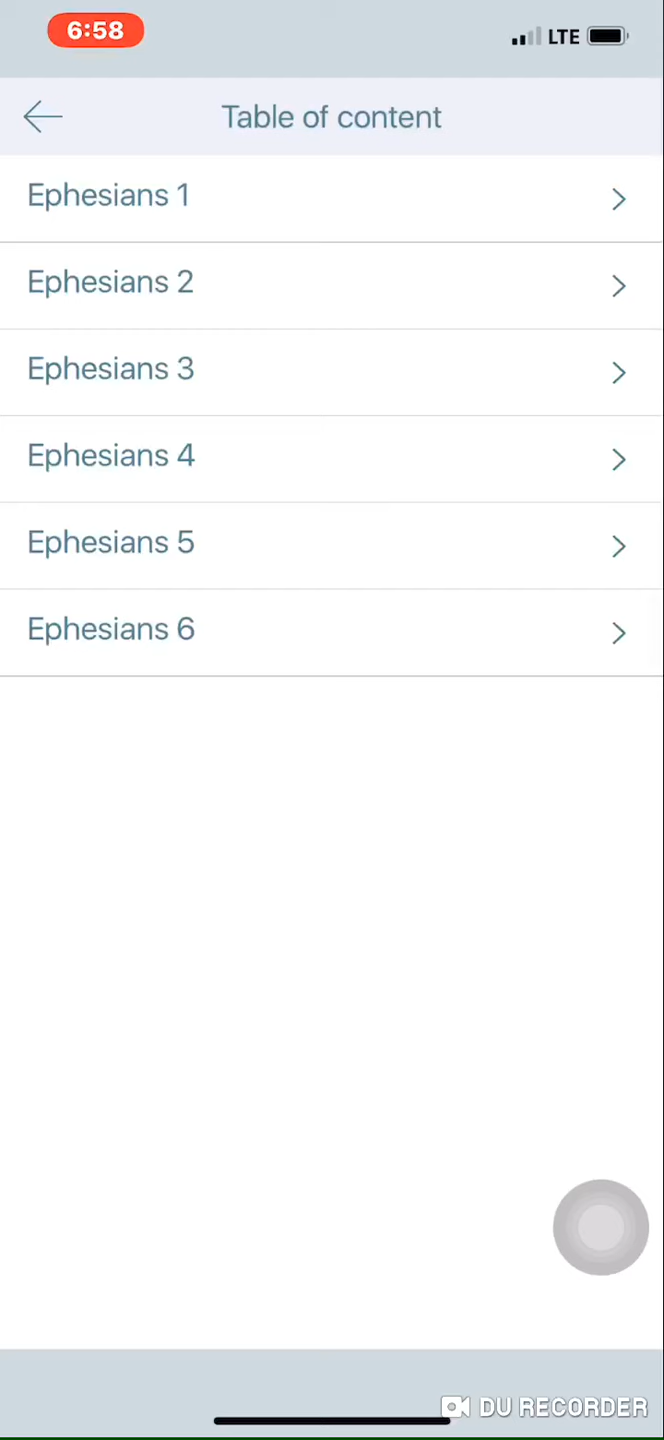 6:58
LTE
Table of content
Ephesians 1
Ephesians 2
Ephesians 3
Ephesians 4
Ephesians 5
Ephesians 6
DU RECORDER